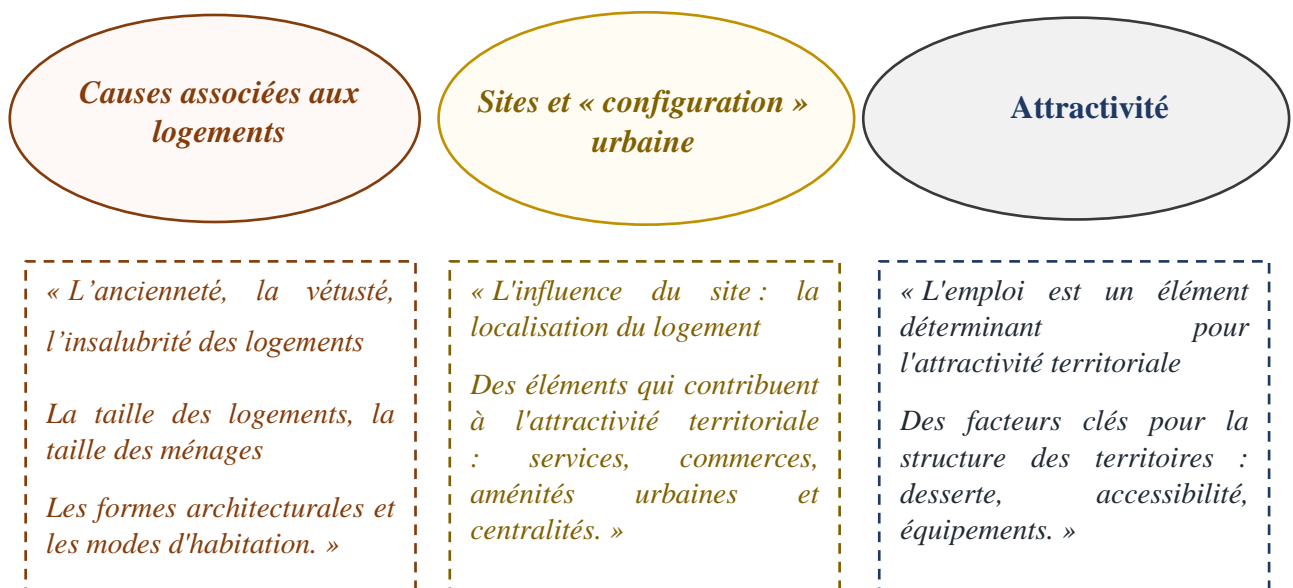 Causes associées aux
logements
« L’ancienneté, la vétusté,
l’insalubrité des logements
La taille des logements, la
taille des ménages
Les formes architecturales et
les modes d'habitation. »
Sites et « configuration »
urbaine
« L'influence du site : la
localisation du logement
Des éléments qui contribuent
à l'attractivité territoriale
: services, commerces,
aménités urbaines et
centralités. »
Attractivité
« L'emploi est un élément
déterminant pour
l'attractivité territoriale
Des facteurs clés pour la
structure des territoires :
desserte, accessibilité,
équipements. »